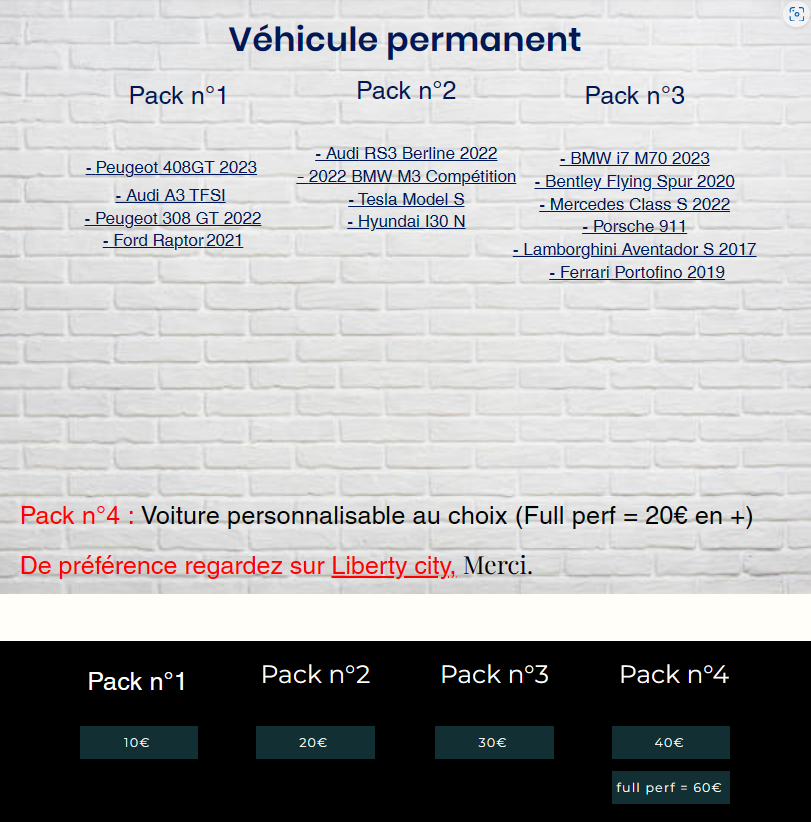 Véhicule permanent
Pack n°1
Pack n°2
Pack n°3
- Peugeot 408GT 2023
- Audi A3 TFSI
- Peugeot 308 GT 2022
- Ford Raptor 2021
- Audi RS3 Berline 2022
- 2022 BMW M3 Compétition
- Tesla Model S
- Hyundai I30 N
- BMW i7 M70 2023
- Bentley Flying Spur 2020
- Mercedes Class S 2022
- Porsche 911
- Lamborghini Aventador S 2017
- Ferrari Portofino 2019
Pack n°4 : Voiture personnalisable au choix (Full perf = 20€ en +)
De préférence regardez sur Liberty city, Merci.
Pack n°1
Pack n°2
Pack n°3
Pack n°4
10€
20€
30€
40€
full perf = 60€